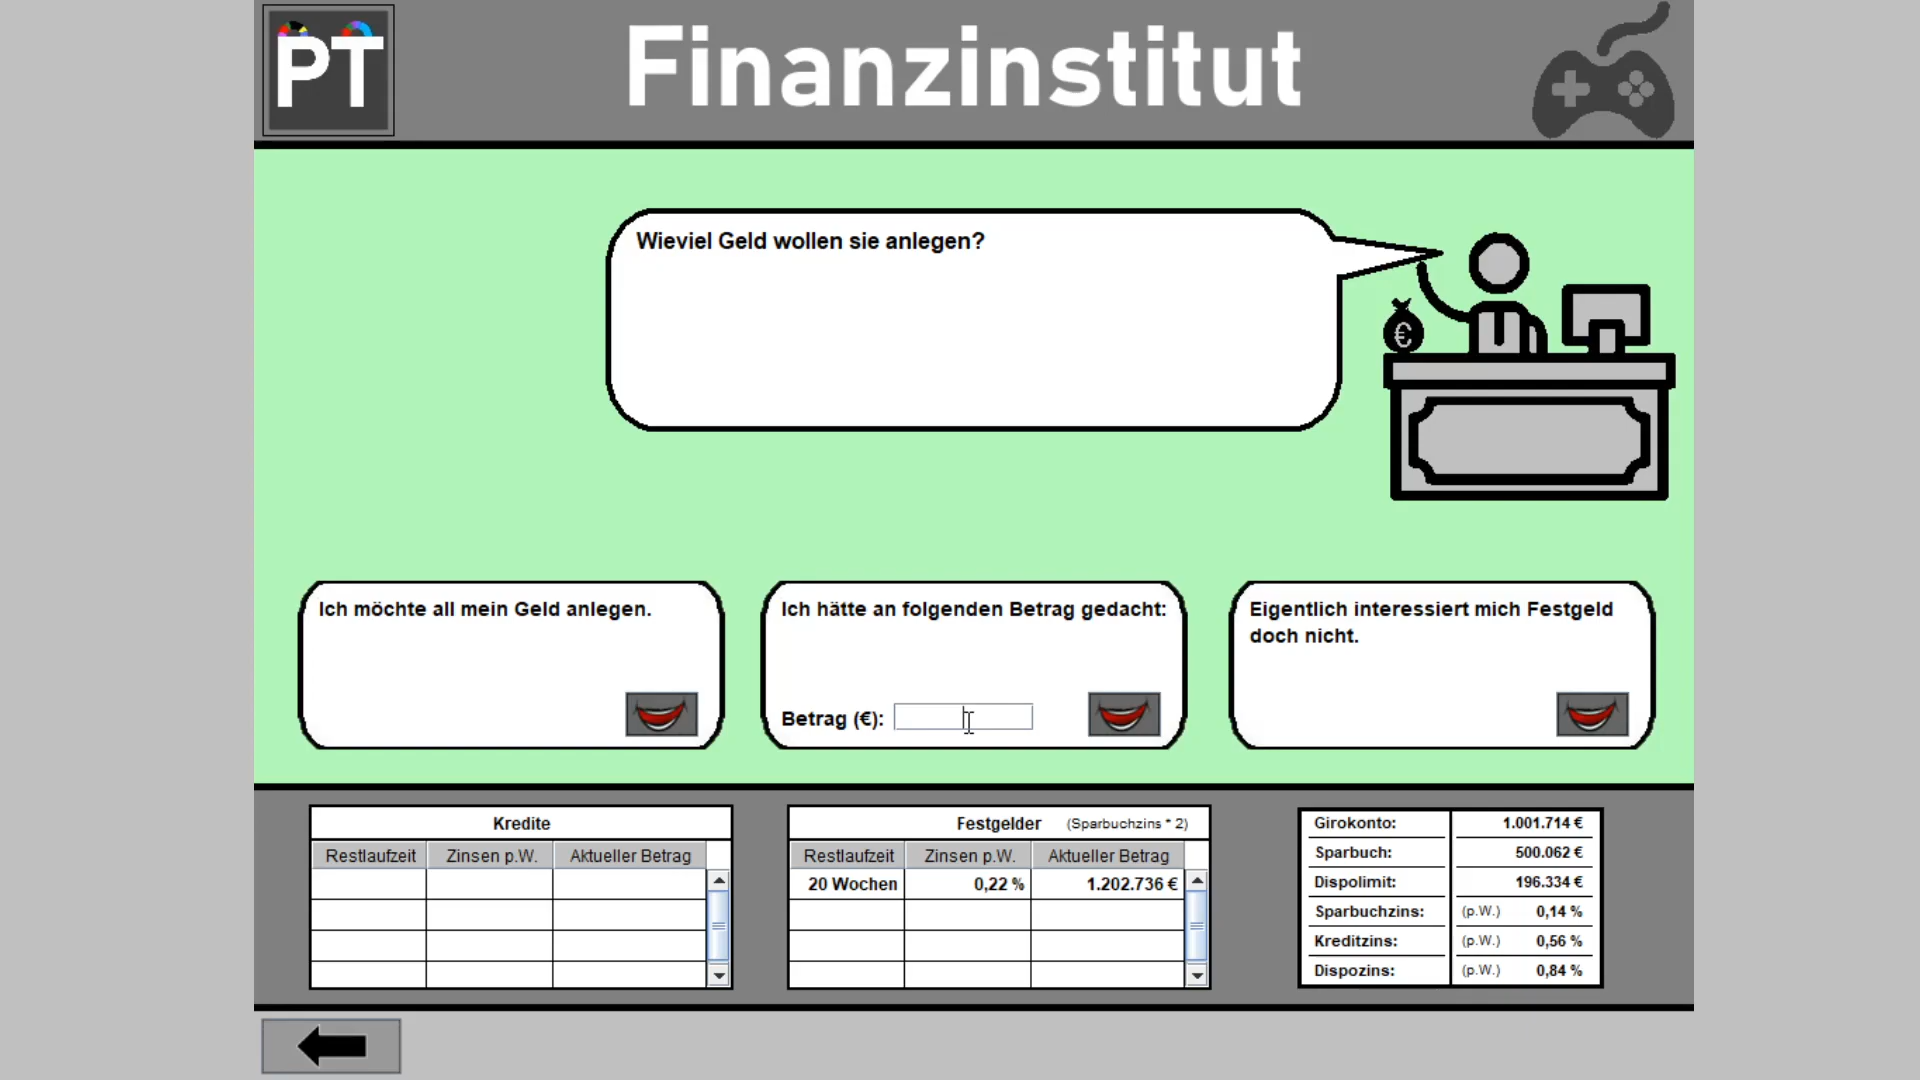 PT
Finanzinstitut
Wieviel Geld wollen sie anlegen?
€
Ich möchte all mein Geld anlegen.
Ich hätte an folgenden Betrag gedacht:
Betrag (€):
Eigentlich interessiert mich Festgeld
doch nicht.
Kredite
Restlaufzeit Zinsen p.W. Aktueller Betrag
Festgelder (Sparbuchzins * 2)
Restlaufzeit Zinsen p.W. Aktueller Betrag
20 Wochen 0,22 % 1.202.736 €
Girokonto: 1.001.714 €
Sparbuch: 500.062 €
Dispolimit: 196.334 €
Sparbuchzins: (p.W.) 0,14 %
Kreditzins: (p.W.) 0,56 %
Dispozins: (p.W.) 0,84 %